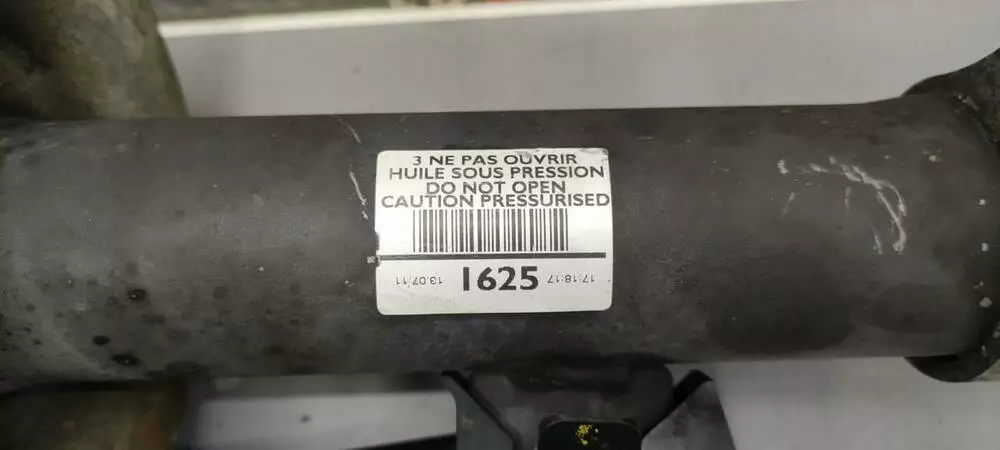 3 NE PAS OUVRIR
HUILE SOUS PRESSION
DO NOT OPEN
CAUTION PRESSURISED
13.07.11 1625 17:18:17